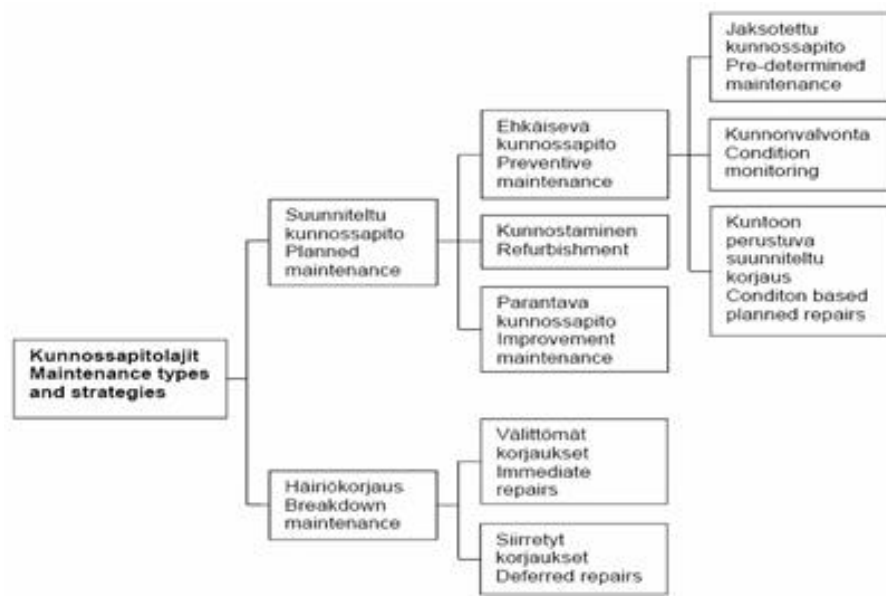 Kunnossapitolajit
Maintenance types
and strategies
Suunniteltu
kunnossapito
Planned
maintenance
Ehkäisevä
kunnossapito
Preventive
maintenance
Jaksotettu
kunnossapito
Pre-determined
maintenance
Kunnonvalvonta
Condition
monitoring
Kuntoon
perustuva
suunniteltu
korjaus
Conditon based
planned repairs
Kunnostaminen
Refurbishment
Parantava
kunnossapito
Improvement
maintenance
Häiriökorjaus
Breakdown
maintenance
Välittömät
korjaukset
Immediate
repairs
Siirretyt
korjaukset
Deferred repairs